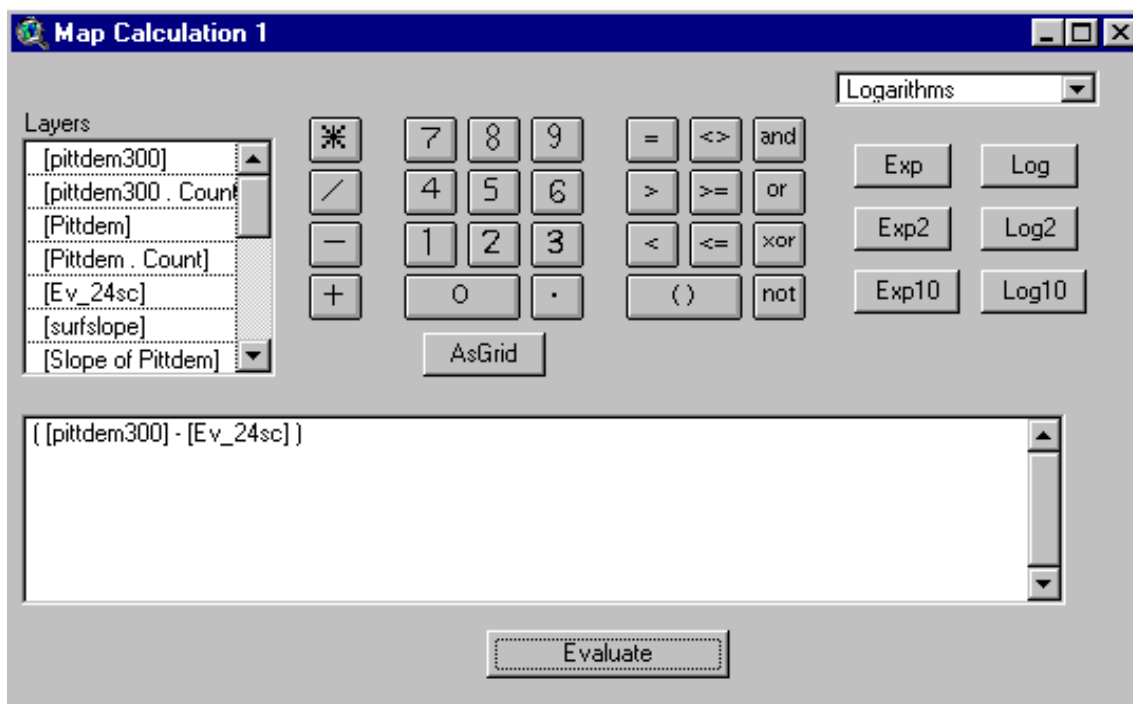 Map Calculation 1
Logarithms
Layers
[pittdem300]
[pittdem300 . Count
[Pittdem]
[Pittdem . Count]
[Ev_24sc]
[surfslope]
[Slope of Pittdem]
* 7 8 9 = <> and
/ 4 5 6 > >= or
- 1 2 3 < <= xor
+ 0 . ( ) not
AsGrid
Exp Log
Exp2 Log2
Exp10 Log10
( [pittdem300] - [Ev_24sc] )
Evaluate